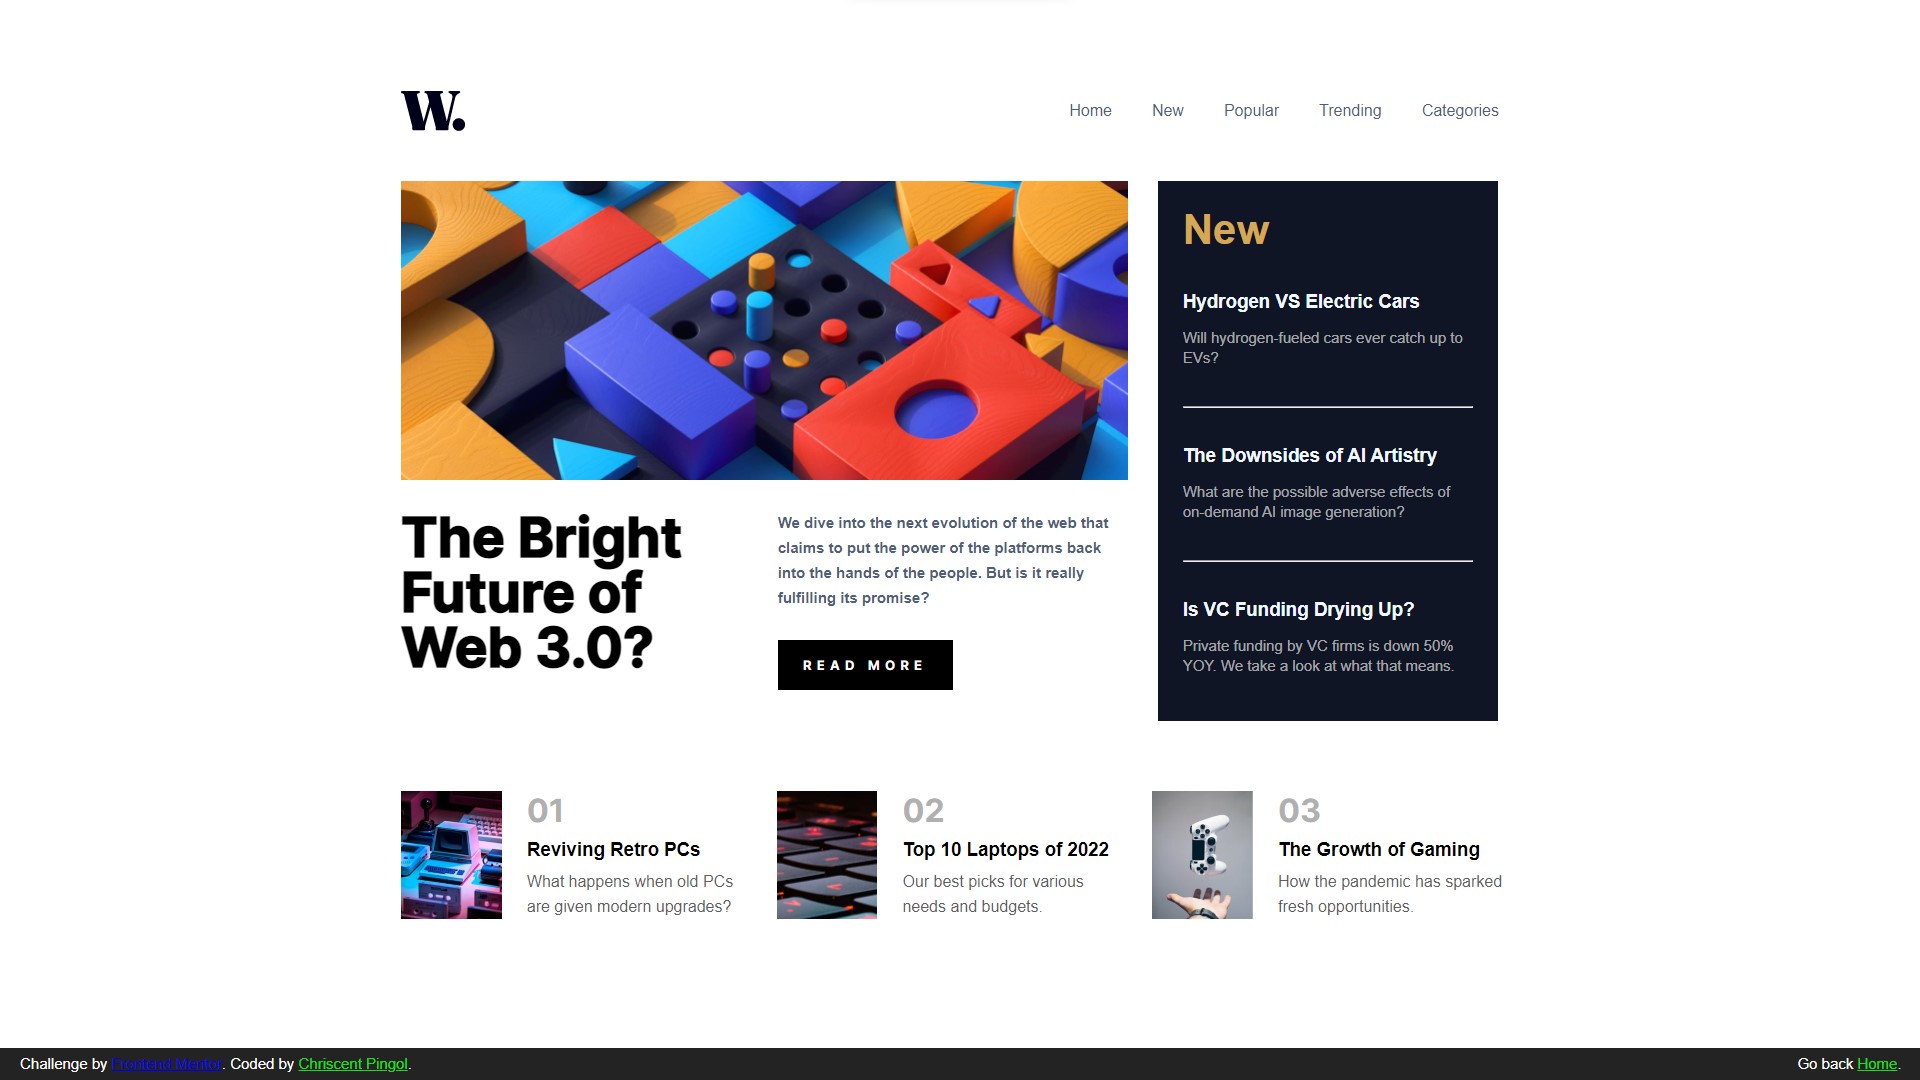 W.
Home
New
Popular
Trending
Categories
New
Hydrogen VS Electric Cars
Will hydrogen-fueled cars ever catch up to
EVs?
The Downsides of AI Artistry
What are the possible adverse effects of
on-demand AI image generation?
Is VC Funding Drying Up?
Private funding by VC firms is down 50%
YOY. We take a look at what that means.
The Bright
Future of
Web 3.0?
We dive into the next evolution of the web that
claims to put the power of the platforms back
into the hands of the people. But is it really
fulfilling its promise?
READ MORE
01
Reviving Retro PCs
What happens when old PCs
are given modern upgrades?
02
Top 10 Laptops of 2022
Our best picks for various
needs and budgets.
03
The Growth of Gaming
How the pandemic has sparked
fresh opportunities.
Challenge by Frontend Mentor. Coded by Chriscent Pingol.
Go back Home.